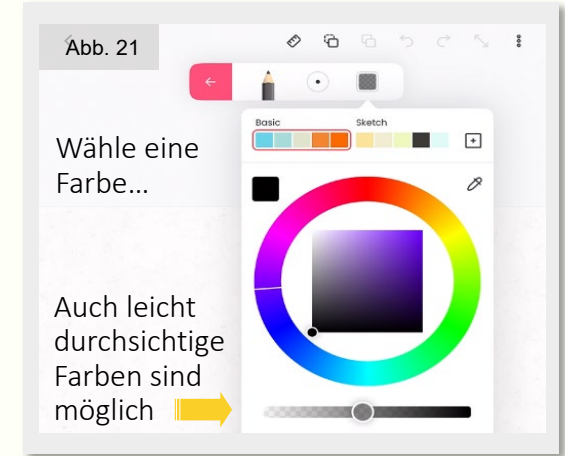 Abb. 21
Basic Sketch
Wähle eine
Farbe...
Auch leicht
durchsichtige
Farben sind
möglich